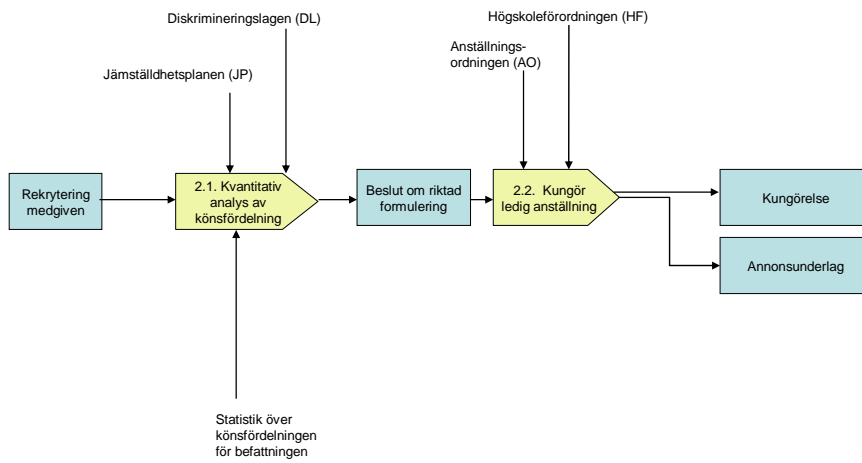 Diskrimineringslagen (DL)
Högskoleförordningen (HF)
Anställnings-
ordningen (AO)
Jämställdhetsplanen (JP)
Rekrytering
medgiven
2.1. Kvantitativ
analys av
könsfördelning
Beslut om riktad
formulering
2.2. Kungör
ledig anställning
Kungörelse
Annonsunderlag
Statistik över
könsfördelningen
för befattningen